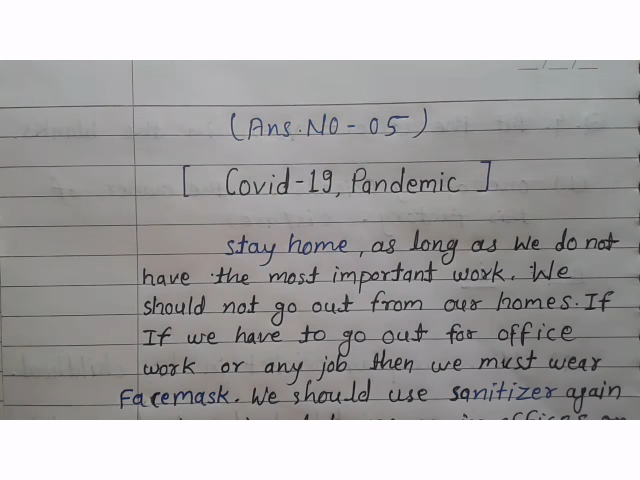 (Ans.NO-05)
[ Covid-19, Pandemic ]
stay home, as long as we do not
have the most important work. We
should not go out from our homes. If
If we have to go out for office
work or any job then we must wear
Facemask. We should use sanitizer again